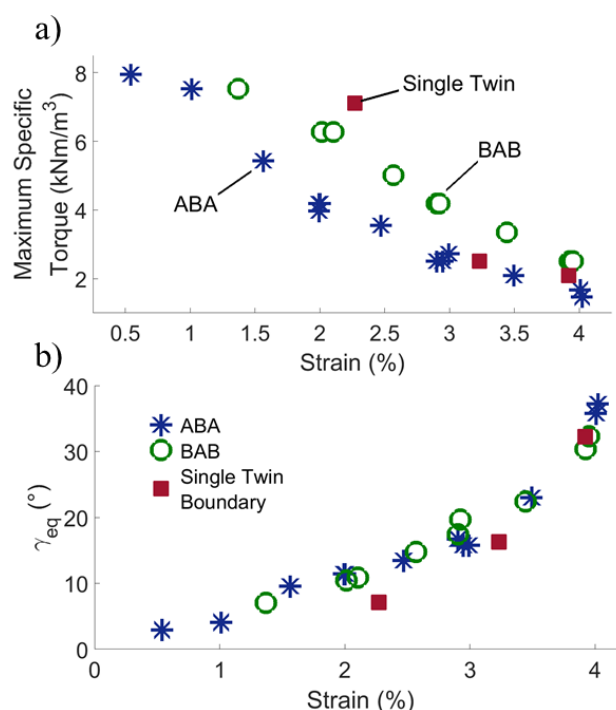 a)
Maximum Specific
Torque (kNm/m³)
8
6
4
2
Single Twin
BAB
ABA
0.5 1 1.5 2 2.5 3 3.5 4
Strain (%)
b)
γeq (°)
40
30
20
10
0
ABA
BAB
Single Twin
Boundary
0 1 2 3 4
Strain (%)